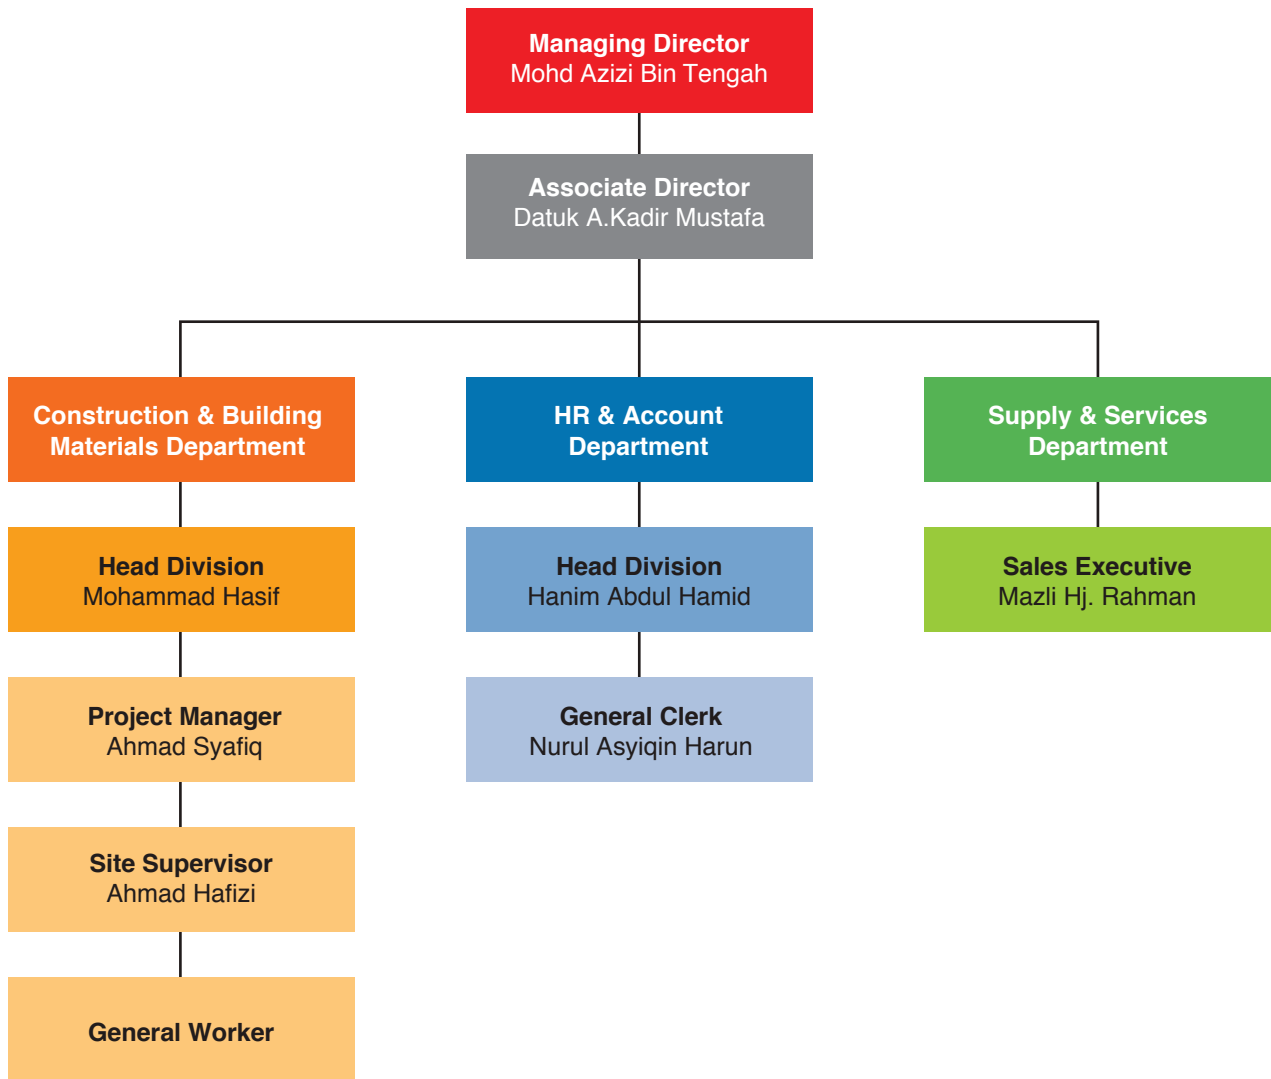 Managing Director
Mohd Azizi Bin Tengah
Associate Director
Datuk A.Kadir Mustafa
Construction & Building
Materials Department
Head Division
Mohammad Hasif
Project Manager
Ahmad Syafiq
Site Supervisor
Ahmad Hafizi
General Worker
HR & Account
Department
Head Division
Hanim Abdul Hamid
General Clerk
Nurul Asyiqin Harun
Supply & Services
Department
Sales Executive
Mazli Hj. Rahman